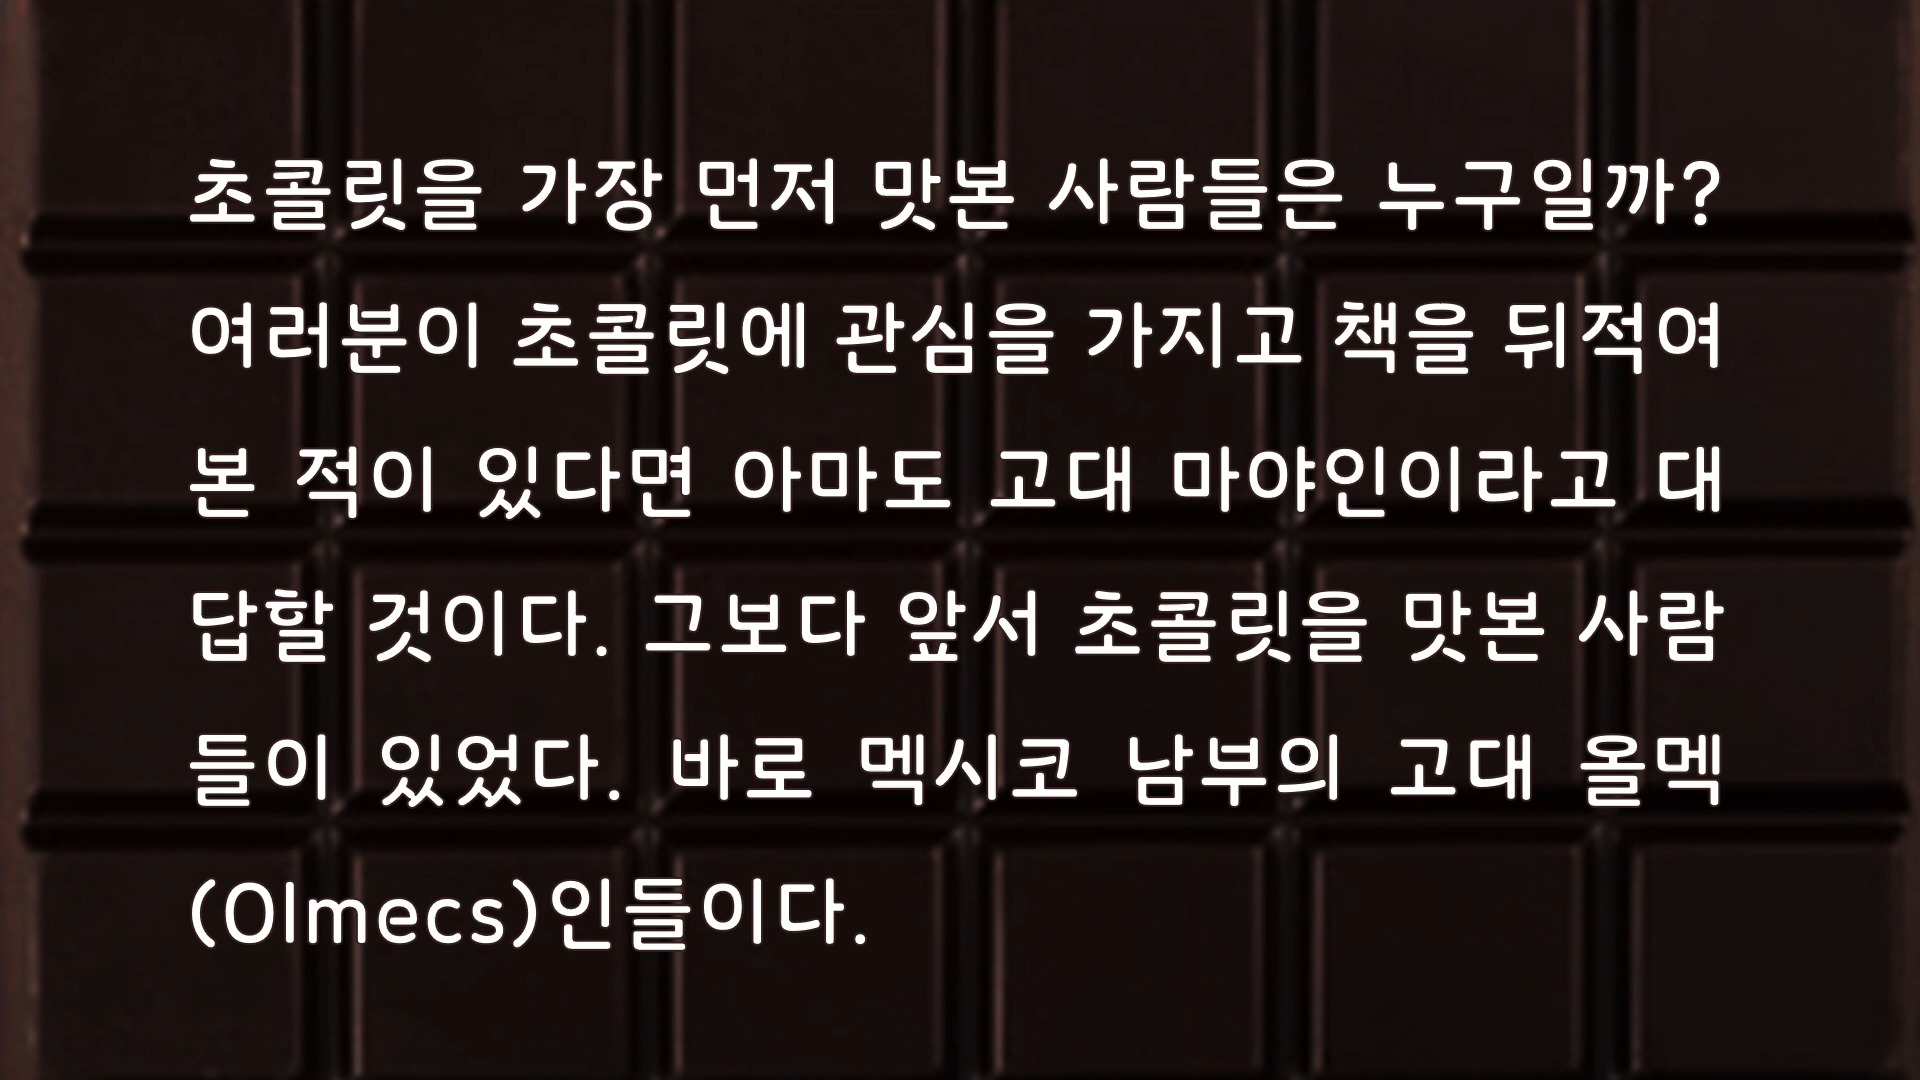 초콜릿을 가장 먼저 맛본 사람들은 누구일까?
여러분이 초콜릿에 관심을 가지고 책을 뒤적여
본 적이 있다면 아마도 고대 마야인이라고 대
답할 것이다. 그보다 앞서 초콜릿을 맛본 사람
들이 있었다. 바로 멕시코 남부의 고대 올멕
(Olmecs)인들이다.